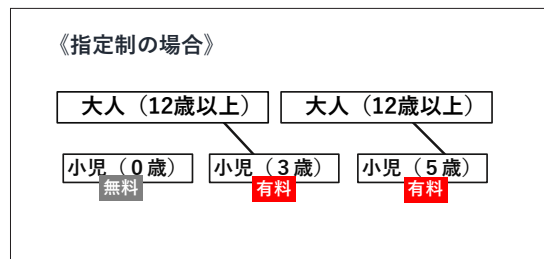 《指定制の場合》
大人（12歳以上） 大人（12歳以上）
小児（０歳） 小児（３歳） 小児（５歳）
無料 有料 有料